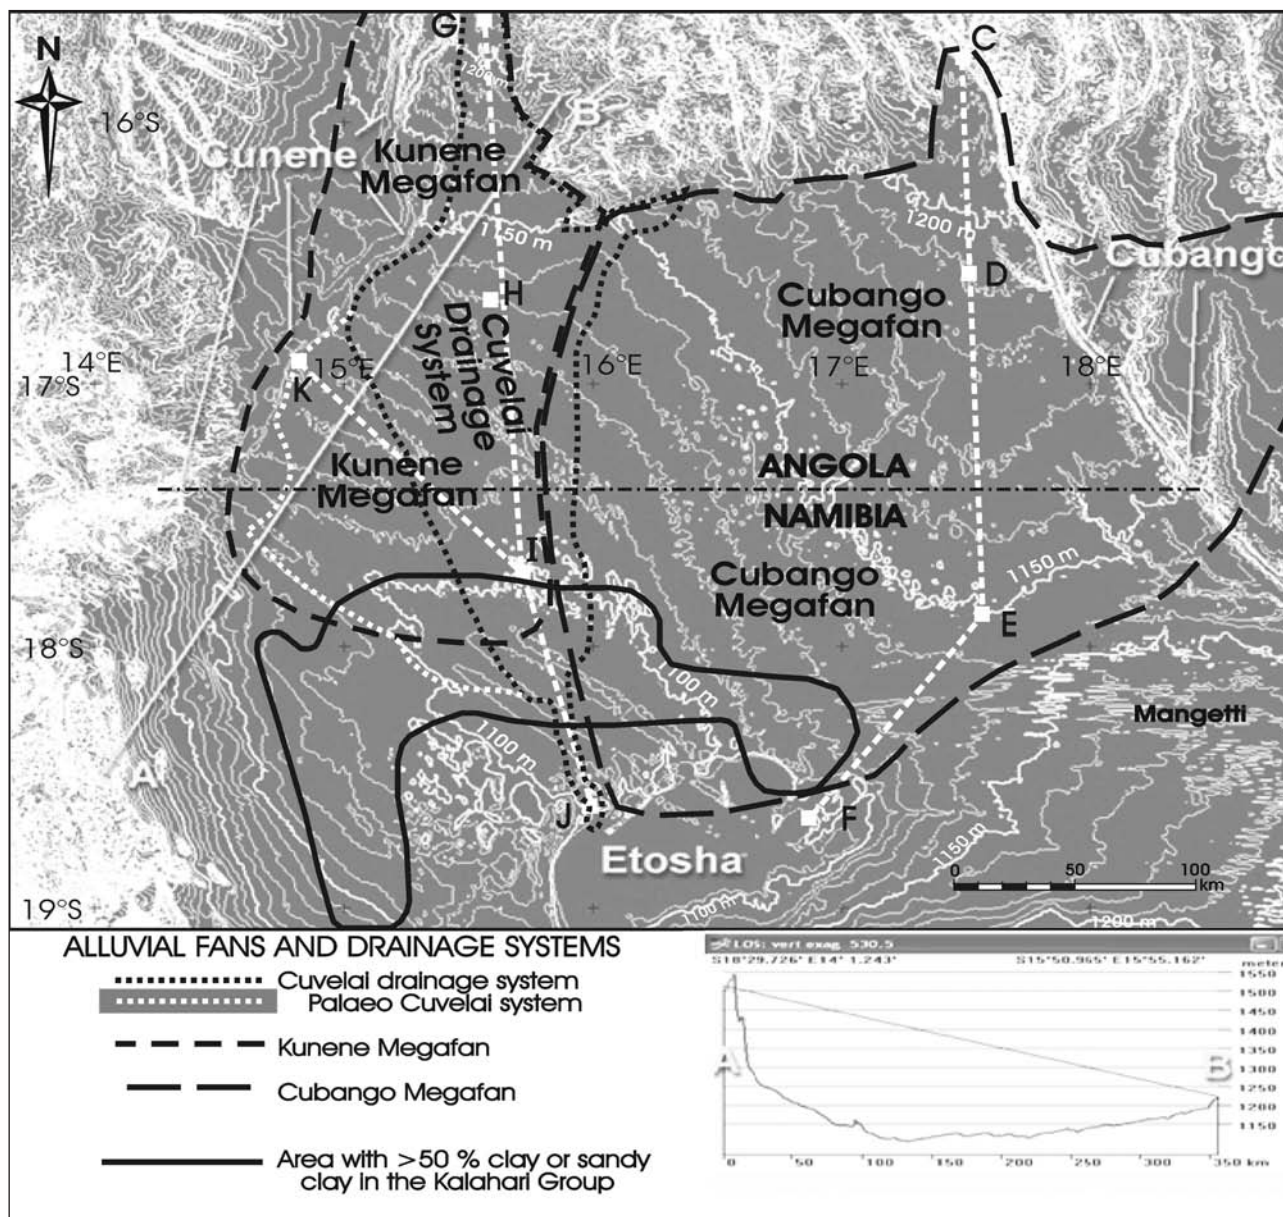 G
C
N
1200 m
B
16°S
Cunene
Kunene
Megafan
1150 m
1200 m
Cubango
D
H
Cubango
Megafan
Cuvelai
Drainage
System
14°E
15°E
16°E
17°E
18°E
17°S
K
Kunene
Megafan
ANGOLA
NAMIBIA
I
Cubango
Megafan
1150 m
E
18°S
100 m
Mangetti
1100 m
A
J
F
Etosha
1150 m
0 50 100
km
19°S
1100 m
1200 m
ALLUVIAL FANS AND DRAINAGE SYSTEMS
Cuvelai drainage system
Palaeo Cuvelai system
Kunene Megafan
Cubango Megafan
Area with >50 % clay or sandy
clay in the Kalahari Group
LOS: vert exag 530.5
S18°29.726' E14° 1.243' S15°50.965' E15°55.162' meter
1550
1500
1450
1400
1350
A B
1300
1250
1200
1150
0 50 100 150 200 250 300 350 km